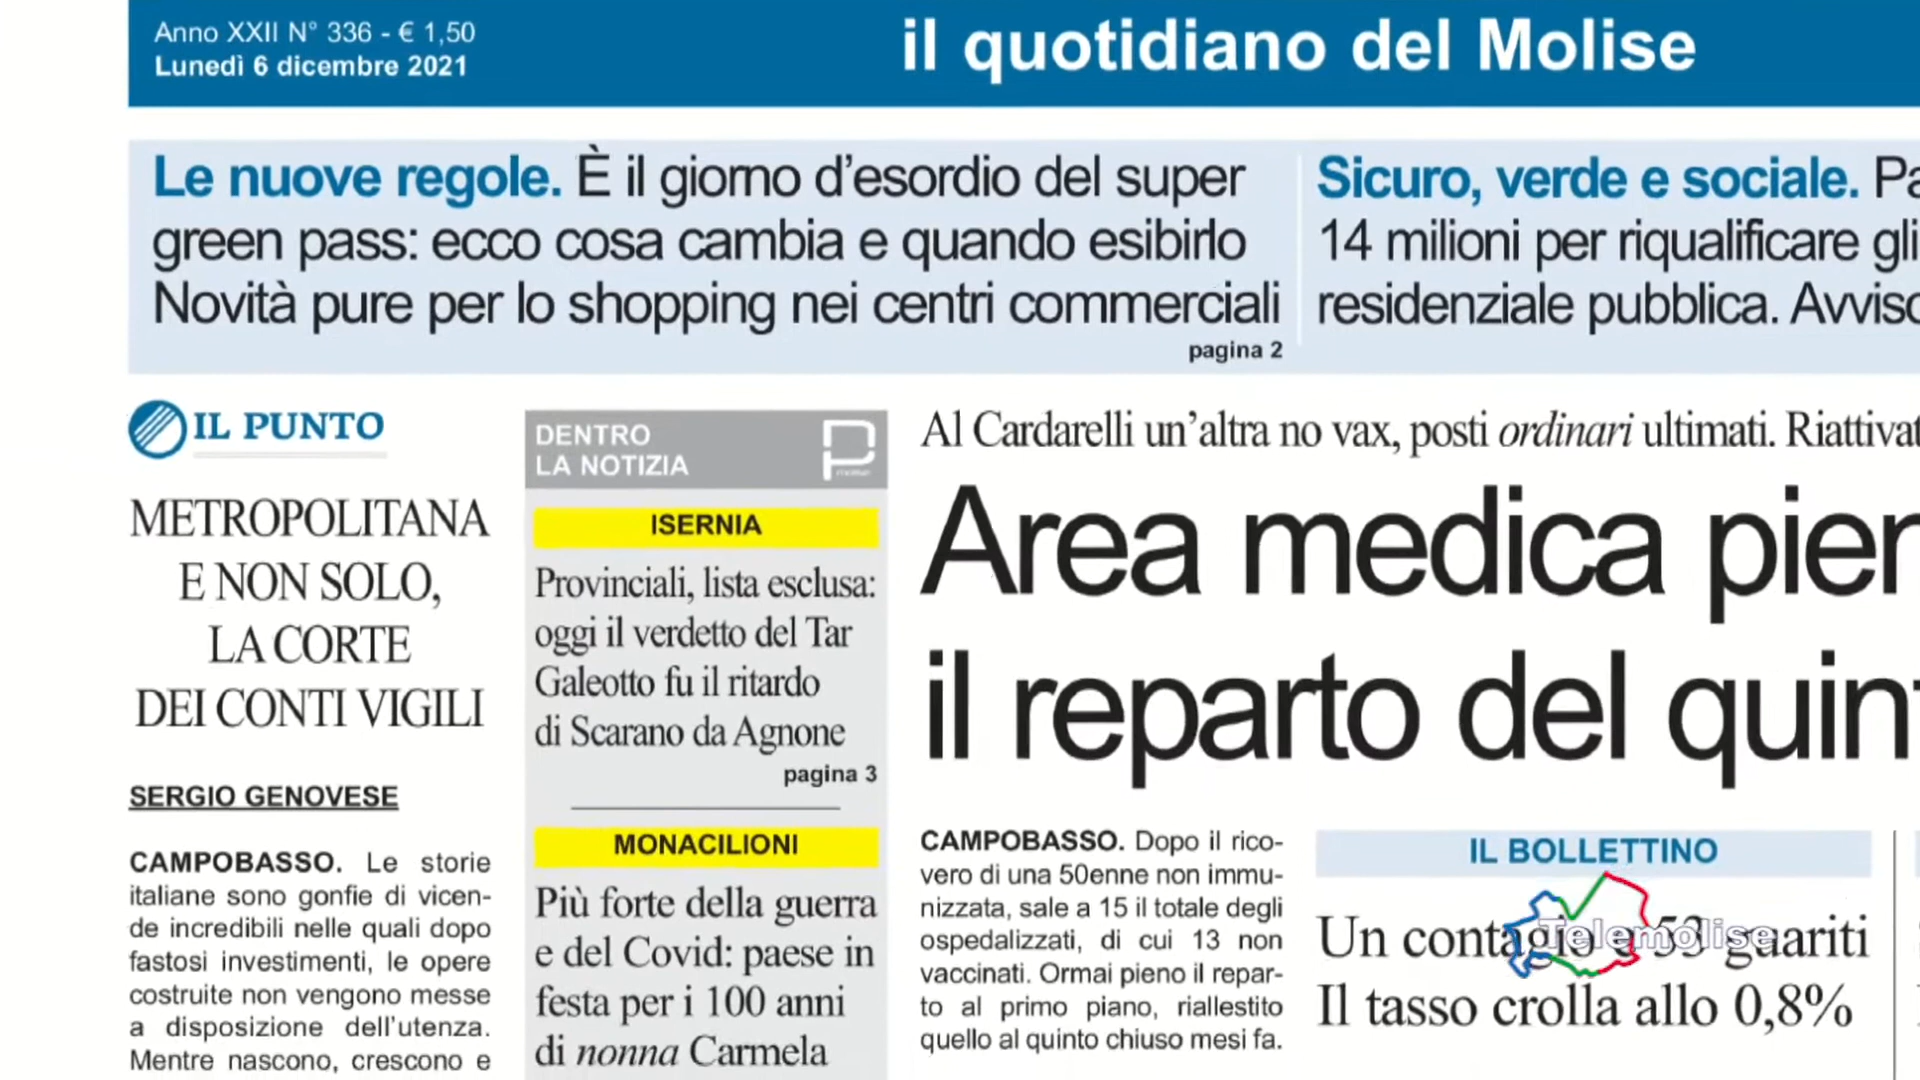 Anno XXII N° 336 - € 1,50
Lunedì 6 dicembre 2021
il quotidiano del Molise
Le nuove regole. È il giorno d'esordio del super
green pass: ecco cosa cambia e quando esibirlo
Novità pure per lo shopping nei centri commerciali
pagina 2
Sicuro, verde e sociale.
14 milioni per riqualificare gli
residenziale pubblica.
IL PUNTO
METROPOLITANA
E NON SOLO,
LA CORTE
DEI CONTI VIGILI
SERGIO GENOVESE
CAMPOBASSO. Le storie
italiane sono gonfie di vicen-
de incredibili nelle quali dopo
fastosi investimenti, le opere
costruite non vengono messe
a disposizione dell'utenza.
Mentre nascono, crescono e
DENTRO
LA NOTIZIA
ISERNIA
Provinciali, lista esclusa:
oggi il verdetto del Tar
Galeotto fu il ritardo
di Scarano da Agnone
pagina 3
MONACILIONI
Più forte della guerra
e del Covid: paese in
festa per i 100 anni
di nonna Carmela
Al Cardarelli un'altra no vax, posti ordinari ultimati. Riattivat
Area medica pien
il reparto del quint
CAMPOBASSO. Dopo il rico-
vero di una 50enne non immu-
nizzata, sale a 15 il totale degli
ospedalizzati, di cui 13 non
vaccinati. Ormai pieno il repar-
to al primo piano, riallestito
quello al quinto chiuso mesi fa.
IL BOLLETTINO
Un contagio e 53 guariti
Il tasso crolla allo 0,8%
Telemolise